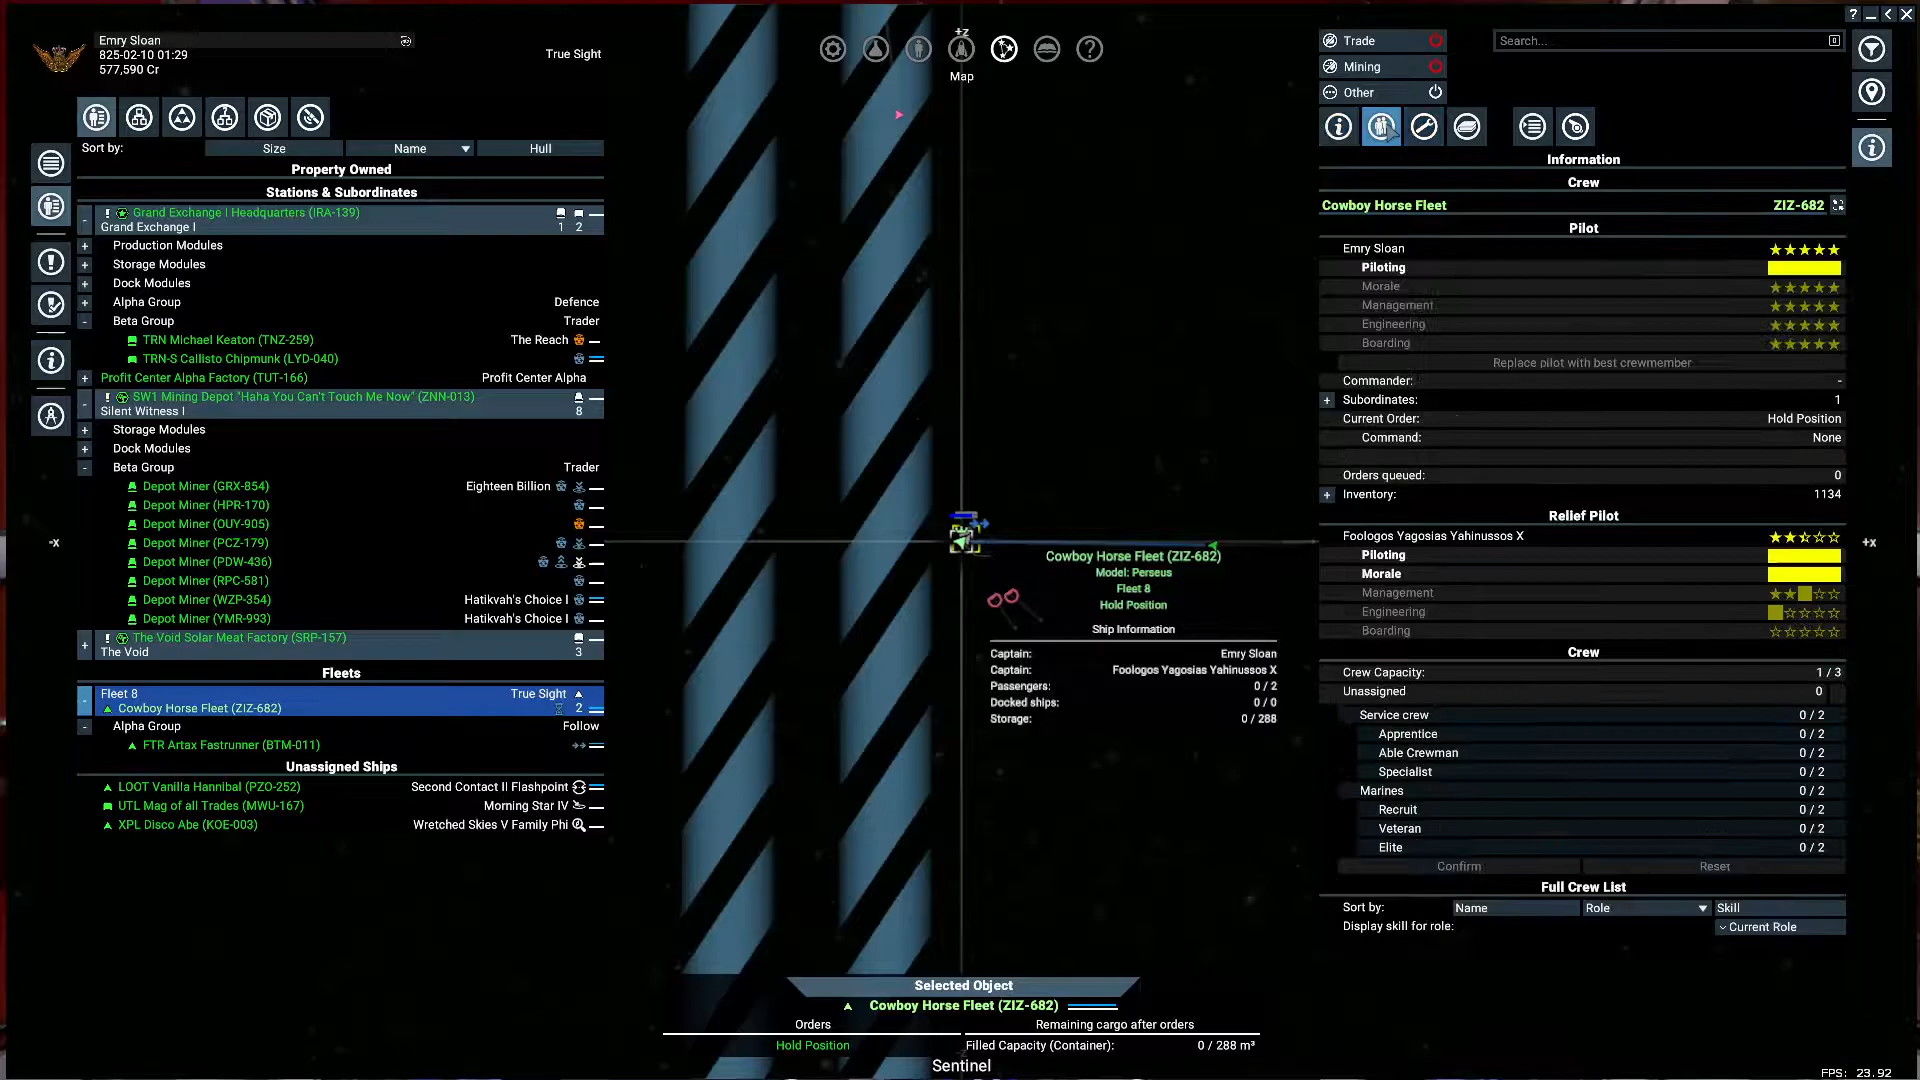 Emry Sloan
825-02-10 01:29
577,590 Cr
True Sight
Sort by:
Size
Name
Hull
Property Owned
Stations & Subordinates
Grand Exchange I Headquarters (IRA-139)
Grand Exchange I
1 2
+ Production Modules
+ Storage Modules
+ Dock Modules
+ Alpha Group Defence
- Beta Group Trader
TRN Michael Keaton (TNZ-259) The Reach
TRN-S Callisto Chipmunk (LYD-040)
+ Profit Center Alpha Factory (TUT-166) Profit Center Alpha
SW1 Mining Depot "Haha You Can't Touch Me Now" (ZNN-013)
Silent Witness I 8
+ Storage Modules
+ Dock Modules
- Beta Group Trader
Depot Miner (GRX-854) Eighteen Billion
Depot Miner (HPR-170)
Depot Miner (OUY-905)
Depot Miner (PCZ-179)
Depot Miner (PDW-436)
Depot Miner (RPC-581)
Depot Miner (WZP-354) Hatikvah's Choice I
Depot Miner (YMR-993) Hatikvah's Choice I
The Void Solar Meat Factory (SRP-157)
The Void 3
Fleets
Fleet 8 True Sight
Cowboy Horse Fleet (ZIZ-682) 2
- Alpha Group Follow
FTR Artax Fastrunner (BTM-011)
Unassigned Ships
LOOT Vanilla Hannibal (PZO-252) Second Contact II Flashpoint
UTL Mag of all Trades (MWU-167) Morning Star IV
XPL Disco Abe (KOE-003) Wretched Skies V Family Phi
+Z
Map
-x
+x
Cowboy Horse Fleet (ZIZ-682)
Model: Perseus
Fleet 8
Hold Position
Ship Information
Captain: Emry Sloan
Captain: Foologos Yagosias Yahinussos X
Passengers: 0 / 2
Docked ships: 0 / 0
Storage: 0 / 288
Selected Object
Cowboy Horse Fleet (ZIZ-682)
Orders
Remaining cargo after orders
Hold Position
Filled Capacity (Container): 0 / 288 m³
Sentinel
Trade
Mining
Other
Search...
Information
Crew
Cowboy Horse Fleet ZIZ-682
Pilot
Emry Sloan
Piloting
Morale
Management
Engineering
Boarding
Replace pilot with best crewmember
Commander: -
+ Subordinates: 1
Current Order: Hold Position
Command: None
Orders queued: 0
+ Inventory: 1134
Relief Pilot
Foologos Yagosias Yahinussos X
Piloting
Morale
Management
Engineering
Boarding
Crew
Crew Capacity: 1 / 3
Unassigned 0
Service crew 0 / 2
Apprentice 0 / 2
Able Crewman 0 / 2
Specialist 0 / 2
Marines 0 / 2
Recruit 0 / 2
Veteran 0 / 2
Elite 0 / 2
Confirm
Reset
Full Crew List
Sort by: Name Role Skill
Display skill for role: Current Role
FPS: 23.92